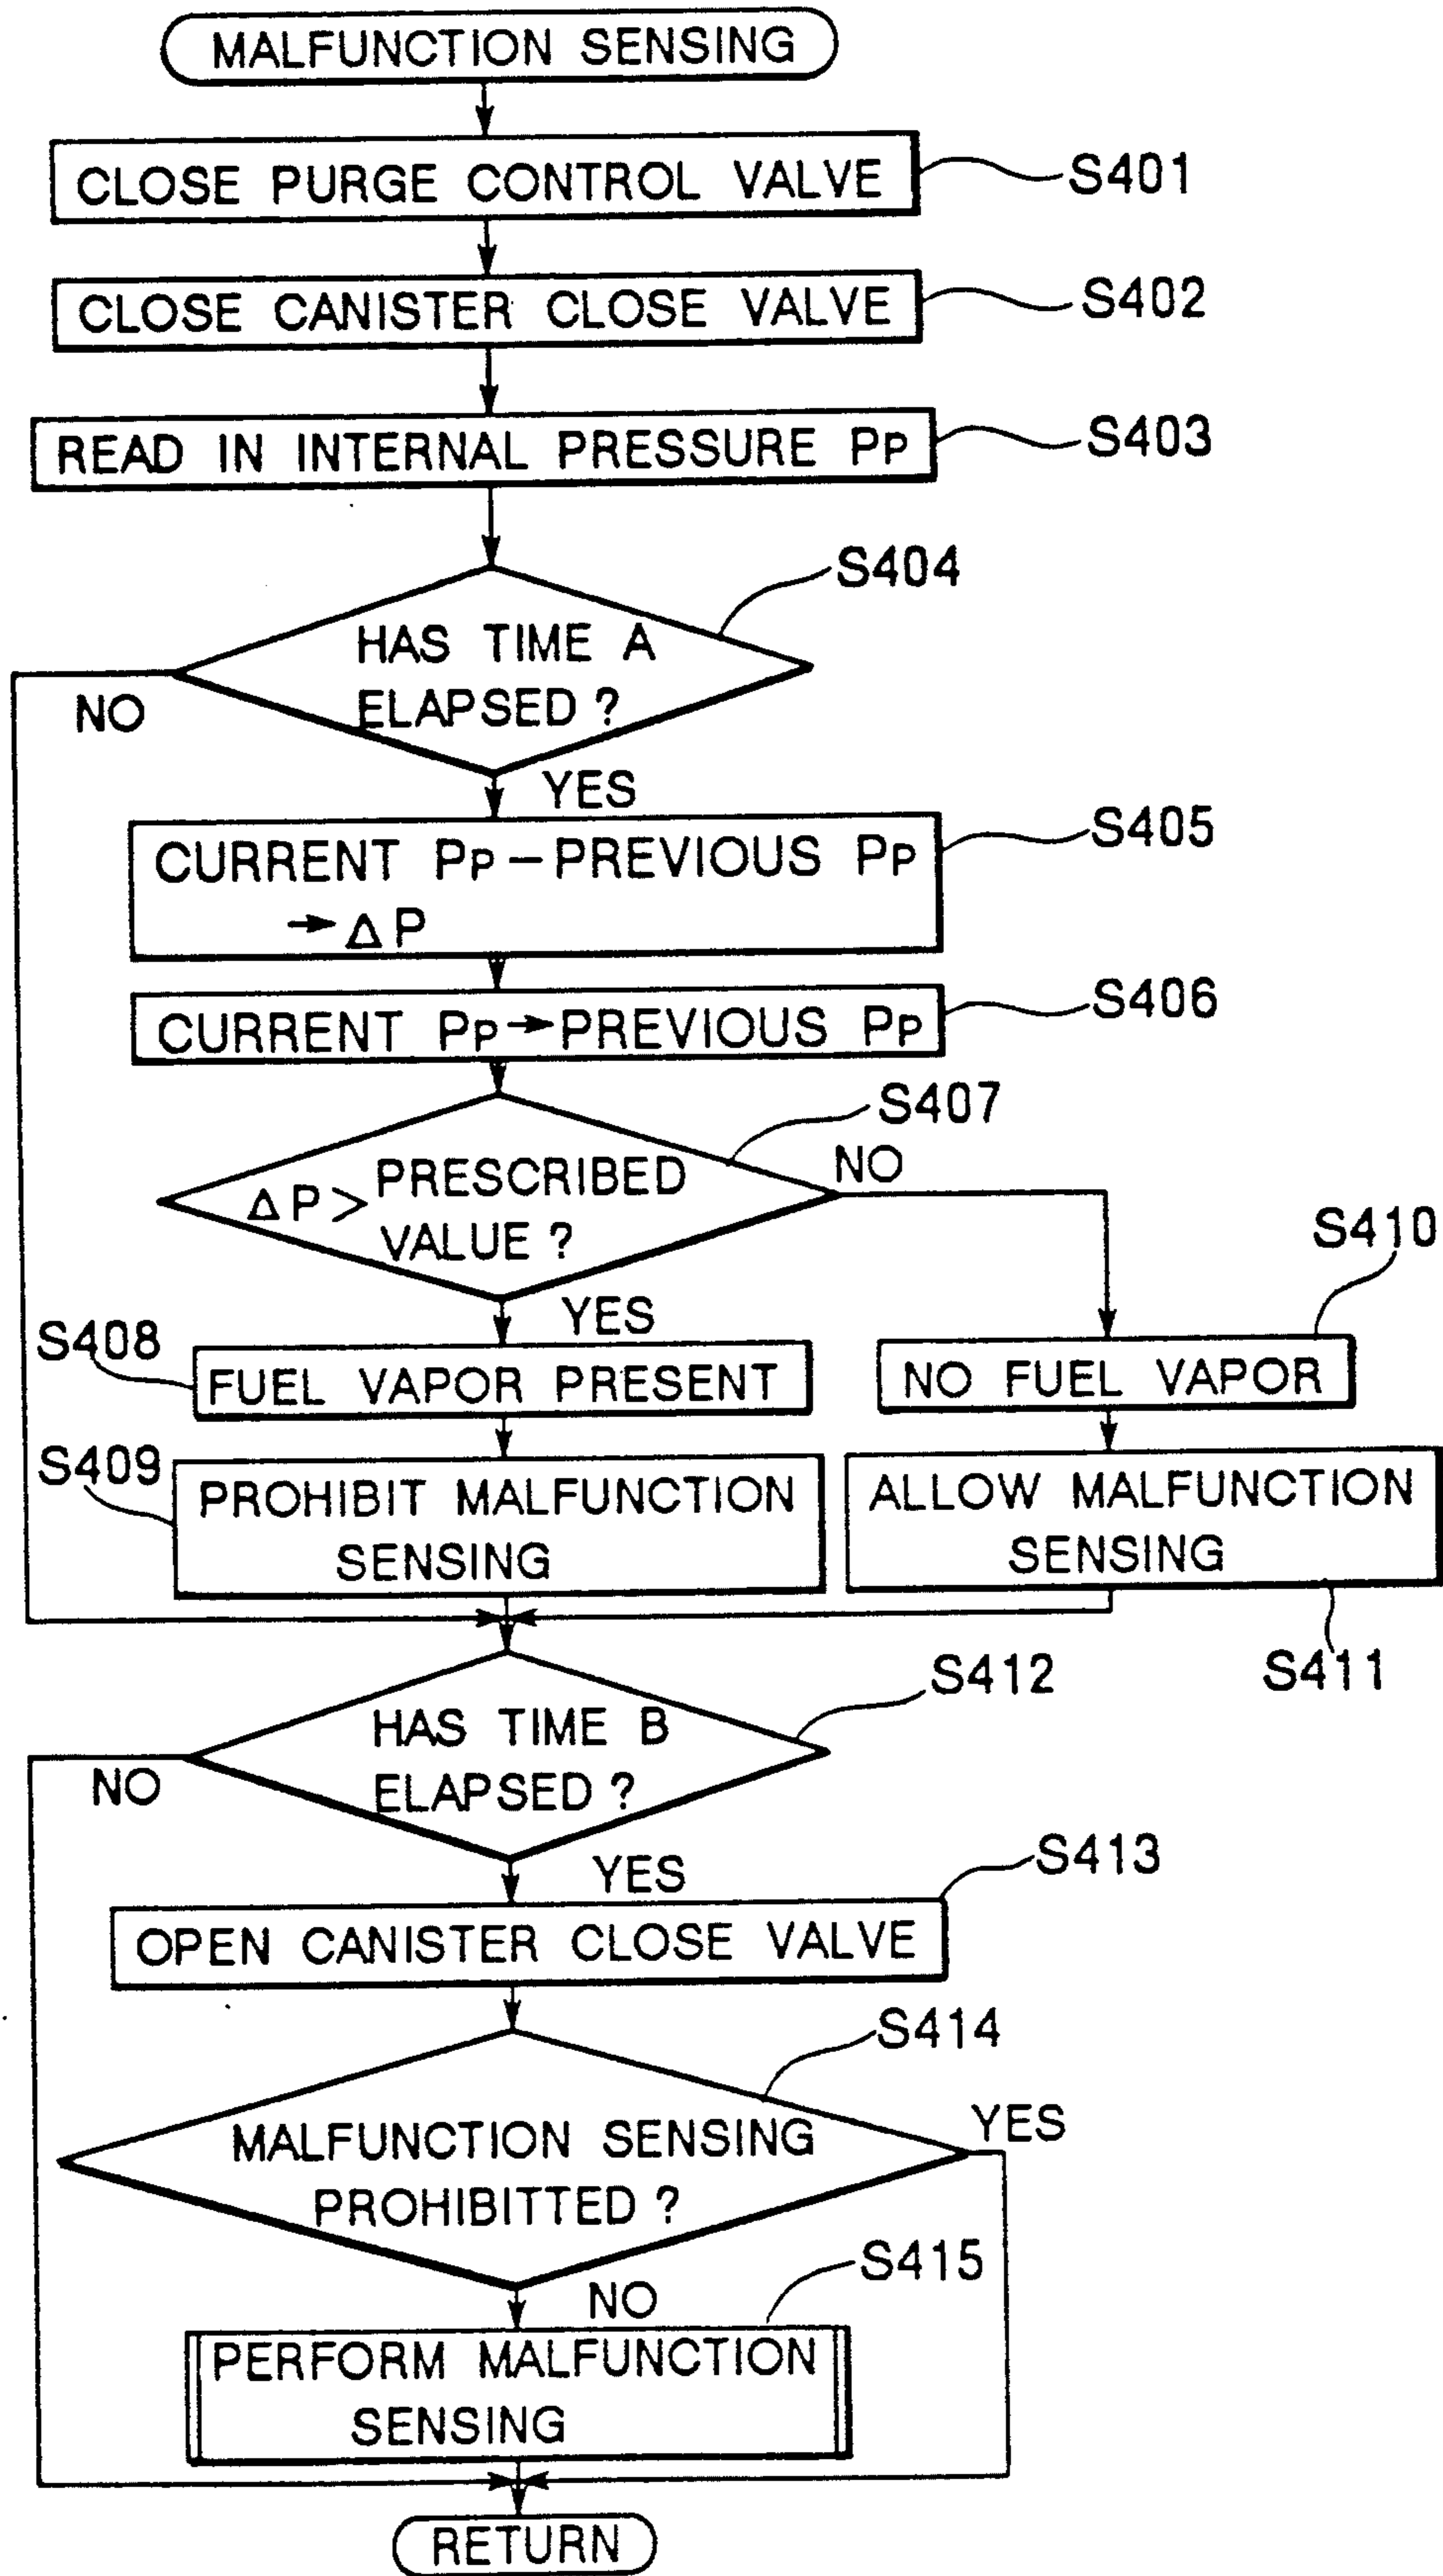 MALFUNCTION SENSING
CLOSE PURGE CONTROL VALVE
S401
CLOSE CANISTER CLOSE VALVE
S402
READ IN INTERNAL PRESSURE PP
S403
S404
HAS TIME A
ELAPSED ?
NO
YES
CURRENT PP – PREVIOUS PP
→ Δ P
S405
CURRENT PP → PREVIOUS PP
S406
S407
Δ P > PRESCRIBED
VALUE ?
NO
YES
S408
FUEL VAPOR PRESENT
S410
NO FUEL VAPOR
S409
PROHIBIT MALFUNCTION
SENSING
ALLOW MALFUNCTION
SENSING
S411
S412
HAS TIME B
ELAPSED ?
NO
YES
S413
OPEN CANISTER CLOSE VALVE
S414
MALFUNCTION SENSING
PROHIBITTED ?
YES
NO
S415
PERFORM MALFUNCTION
SENSING
RETURN